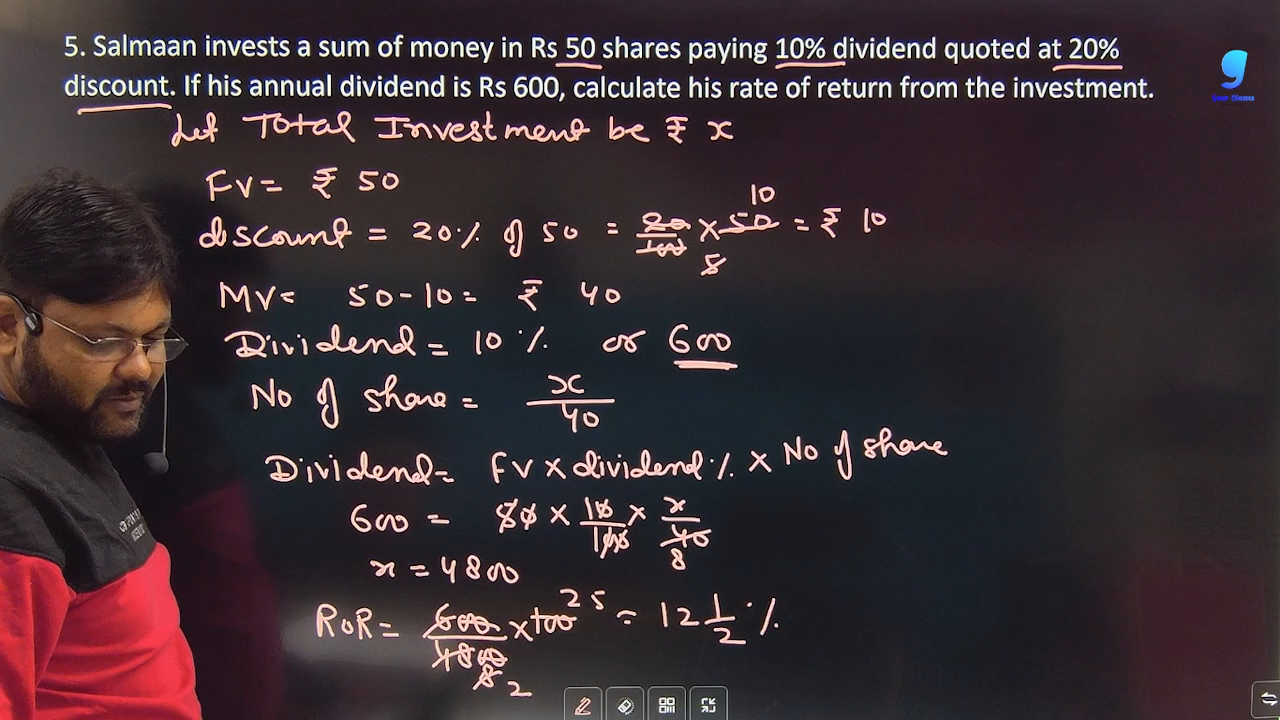 5. Salmaan invests a sum of money in Rs 50 shares paying 10% dividend quoted at 20%
discount. If his annual dividend is Rs 600, calculate his rate of return from the investment.
Let Total Investment be ₹ x
FV = ₹ 50
discount = 20% of 50 = 20/100 × 50 = ₹ 10
10
5
MV = 50 - 10 = ₹ 40
Dividend = 10 % or 600
No of share = x/40
Dividend = FV × dividend % × No of share
600 = 50 × 10/100 × x/40
8
x = 4800
ROR = 600/4800 × 100 = 12 1/2 %
25
8 2